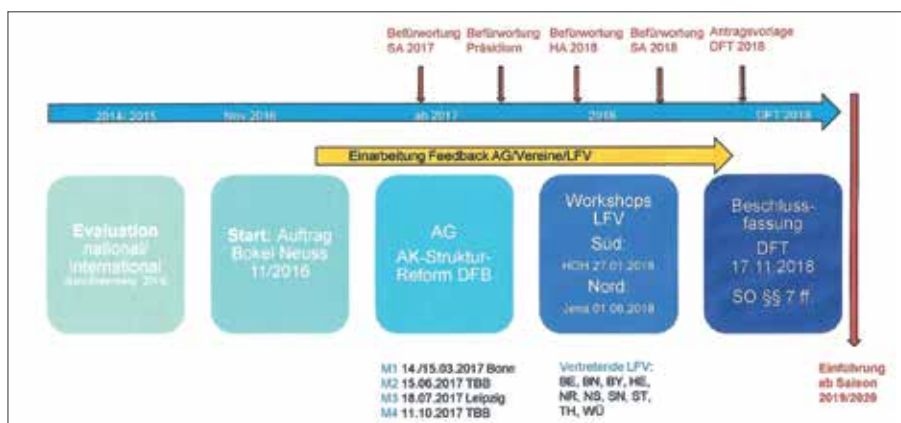 Befürwortung
SA 2017
Befürwortung
Präsidium
Befürwortung
HA 2018
Befürwortung
SA 2018
Antragsvorlage
DFT 2018
2014/ 2015
Nov 2016
ab 2017
2018
DFT 2018
Einarbeitung Feedback AG/Vereine/LFV
Evaluation
national/
international
Start: Auftrag
Bokel Neuss
11/2016
AG
AK-Struktur-
Reform DFB
Workshops
LFV
Süd:
HDH 27.01.2018
Nord:
Jena 01.06.2018
Beschluss-
fassung
DFT
17.11.2018
SO §§ 7 ff.
M1 14./15.03.2017 Bonn
M2 15.06.2017 TBB
M3 18.07.2017 Leipzig
M4 11.10.2017 TBB
Vertretende LFV:
BE, BN, BY, HE,
NR, NS, SN, ST,
TH, WÜ
Einführung
ab Saison
2019/2020